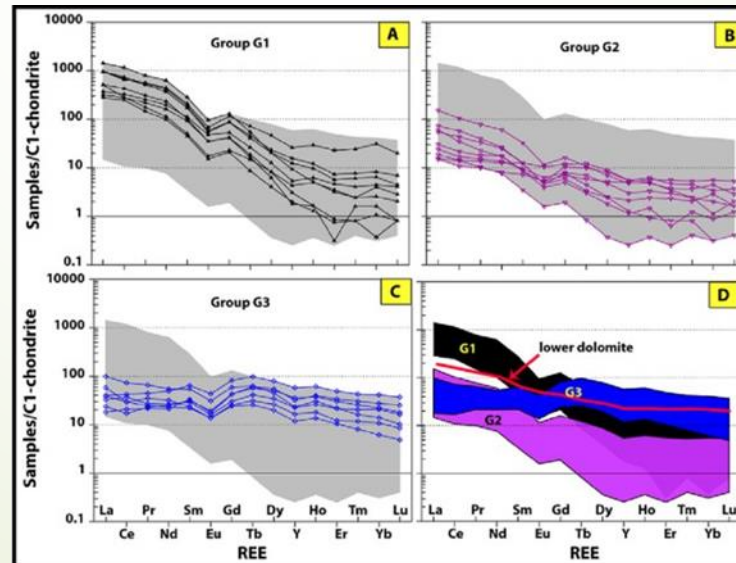 10000
1000
100
10
1
0.1
Samples/C1-chondrite
Group G1
A
Group G2
B
10000
1000
100
10
1
0.1
Samples/C1-chondrite
Group G3
C
D
G1
lower dolomite
G3
G2
La Pr Sm Gd Dy Ho Tm Lu
Ce Nd Eu Tb Y Er Yb
REE
La Pr Sm Gd Dy Ho Tm Lu
Ce Nd Eu Tb Y Er Yb
REE